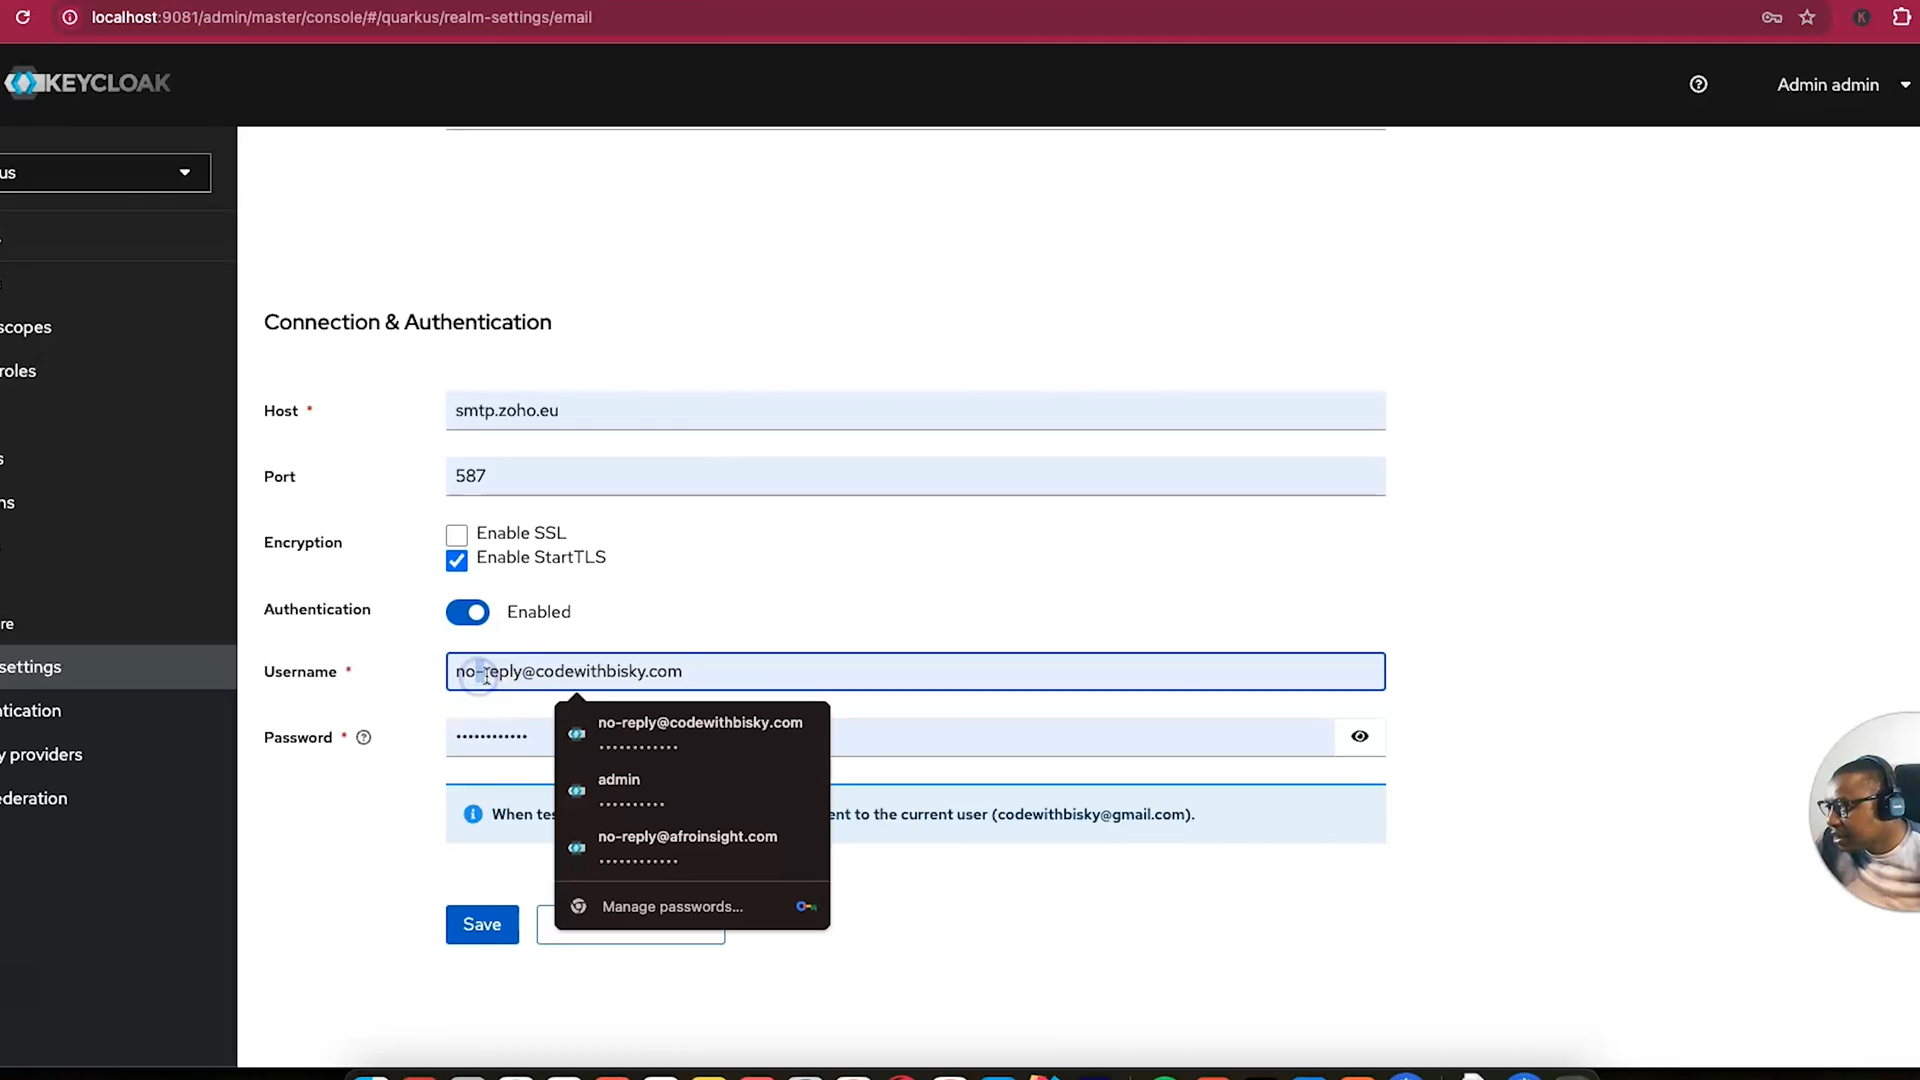 localhost:9081/admin/master/console/#/quarkus/realm-settings/email
K
KEYCLOAK
Admin admin
us
scopes
roles
s
ns
re
settings
tication
y providers
ederation
Connection & Authentication
Host *
smtp.zoho.eu
Port
587
Encryption
Enable SSL
Enable StartTLS
Authentication
Enabled
Username *
no-reply@codewithbisky.com
Password *
••••••••••••
no-reply@codewithbisky.com
••••••••••••
admin
••••••••••
no-reply@afroinsight.com
••••••••••••
Manage passwords...
When tes
ent to the current user (codewithbisky@gmail.com).
Save